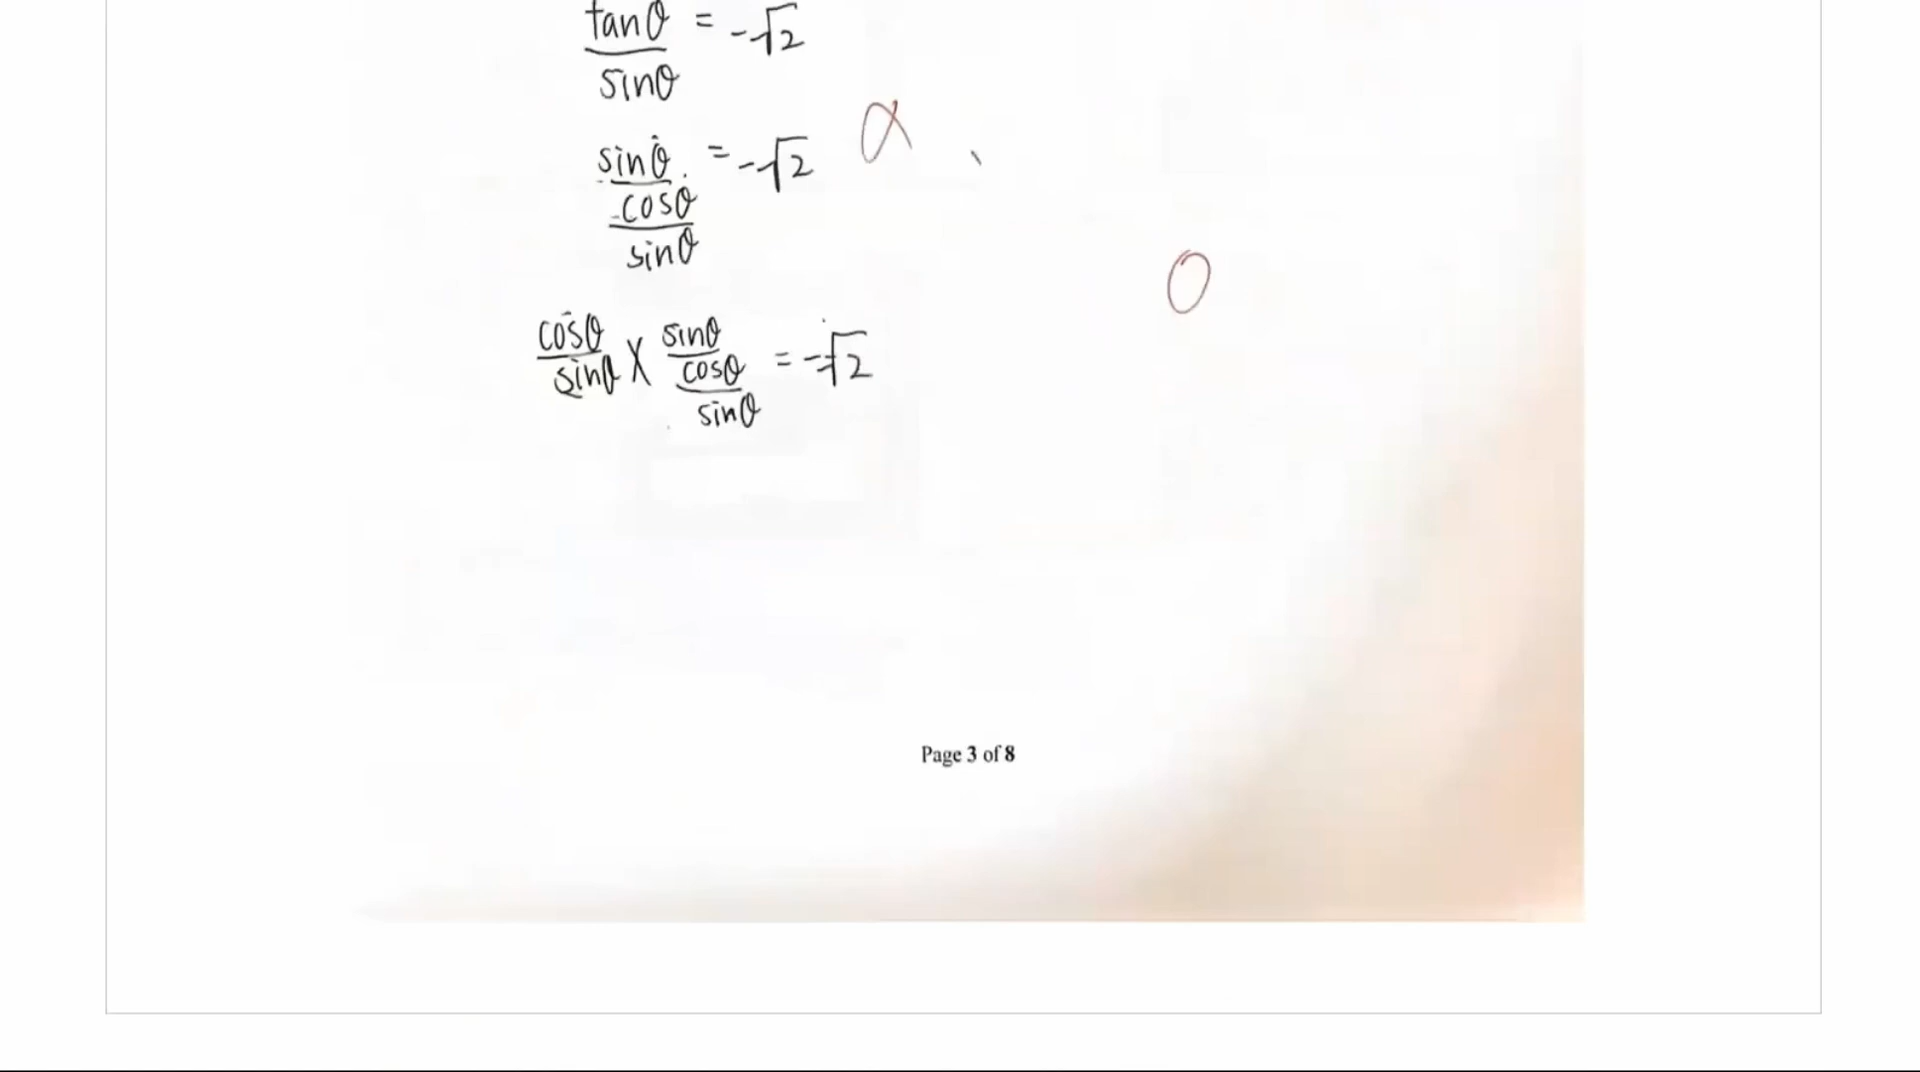 tanθ = -√2
sinθ
sinθ = -√2
cosθ
sinθ
cosθ × sinθ = -√2
sinθ cosθ
sinθ
0
Page 3 of 8